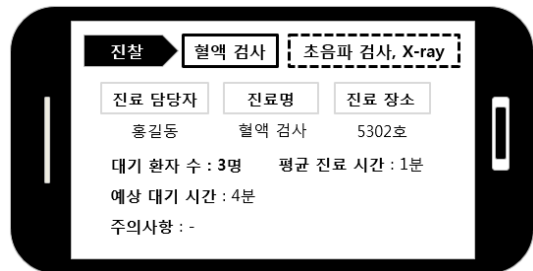 진찰 혈액 검사 초음파 검사, X-ray
진료 담당자 진료명 진료 장소
홍길동 혈액 검사 5302호
대기 환자 수 : 3명 평균 진료 시간 : 1분
예상 대기 시간 : 4분
주의사항 : -